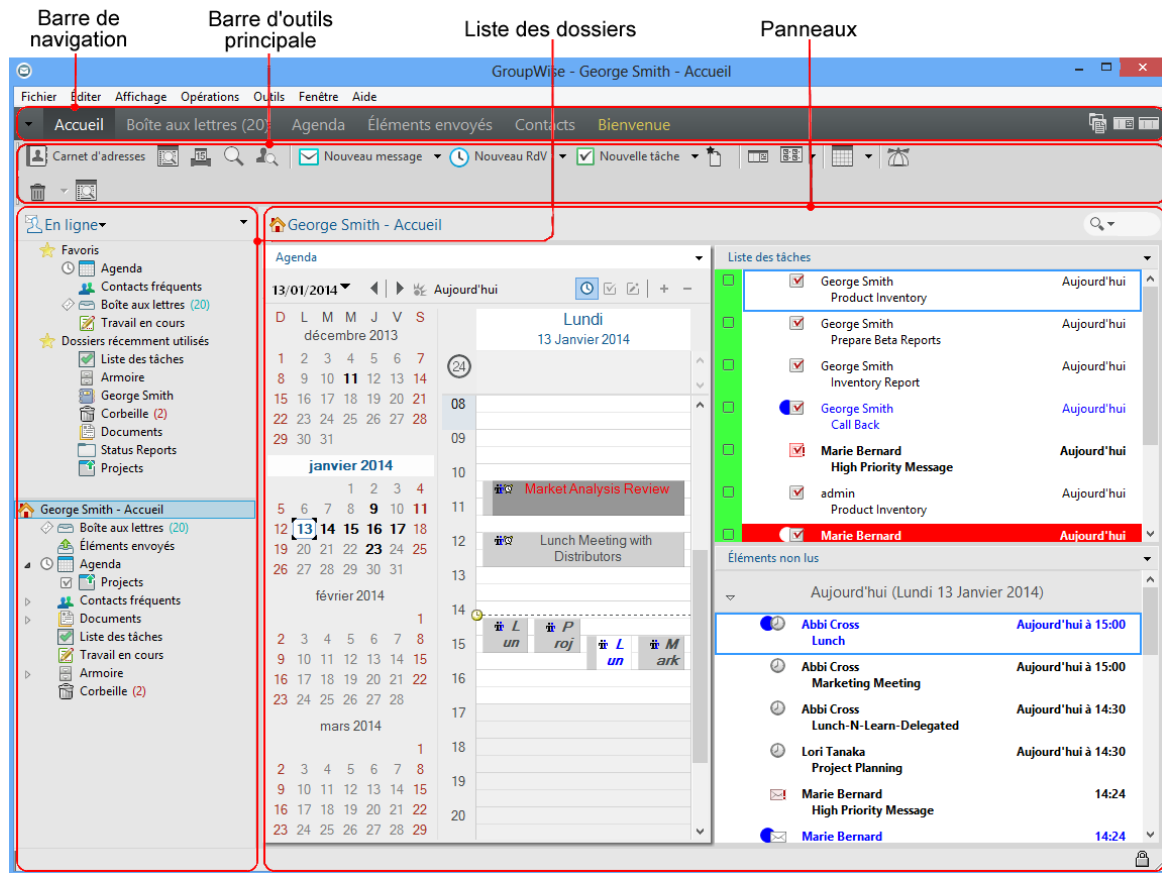 Barre de
navigation
Barre d'outils
principale
Liste des dossiers
Panneaux
GroupWise - George Smith - Accueil
Fichier Éditer Affichage Opérations Outils Fenêtre Aide
Accueil Boîte aux lettres (20) Agenda Éléments envoyés Contacts Bienvenue
Carnet d'adresses 15 Nouveau message Nouveau RdV Nouvelle tâche
En ligne
Favoris
Agenda
Contacts fréquents
Boîte aux lettres (20)
Travail en cours
Dossiers récemment utilisés
Liste des tâches
Armoire
George Smith
Corbeille (2)
Documents
Status Reports
Projects
George Smith - Accueil
Boîte aux lettres (20)
Éléments envoyés
Agenda
Projects
Contacts fréquents
Documents
Liste des tâches
Travail en cours
Armoire
Corbeille (2)
George Smith - Accueil
Agenda
13/01/2014 Aujourd'hui
D L M M J V S
décembre 2013
1 2 3 4 5 6 7
8 9 10 11 12 13 14
15 16 17 18 19 20 21
22 23 24 25 26 27 28
29 30 31
janvier 2014
1 2 3 4
5 6 7 8 9 10 11
12 13 14 15 16 17 18
19 20 21 22 23 24 25
26 27 28 29 30 31
février 2014
1
2 3 4 5 6 7 8
9 10 11 12 13 14 15
16 17 18 19 20 21 22
23 24 25 26 27 28
mars 2014
1
2 3 4 5 6 7 8
9 10 11 12 13 14 15
16 17 18 19 20 21 22
23 24 25 26 27 28 29
Lundi
13 Janvier 2014
24
08
09
10
Market Analysis Review
11
12
Lunch Meeting with
Distributors
13
14
L
un
P
roj
L
un
M
ark
15
16
17
18
19
20
Liste des tâches
George Smith Aujourd'hui
Product Inventory
George Smith Aujourd'hui
Prepare Beta Reports
George Smith Aujourd'hui
Inventory Report
George Smith Aujourd'hui
Call Back
Marie Bernard Aujourd'hui
High Priority Message
admin Aujourd'hui
Product Inventory
Marie Bernard Aujourd'hui
Éléments non lus
Aujourd'hui (Lundi 13 Janvier 2014)
Abbi Cross Aujourd'hui à 15:00
Lunch
Abbi Cross Aujourd'hui à 15:00
Marketing Meeting
Abbi Cross Aujourd'hui à 14:30
Lunch-N-Learn-Delegated
Lori Tanaka Aujourd'hui à 14:30
Project Planning
Marie Bernard 14:24
High Priority Message
Marie Bernard 14:24